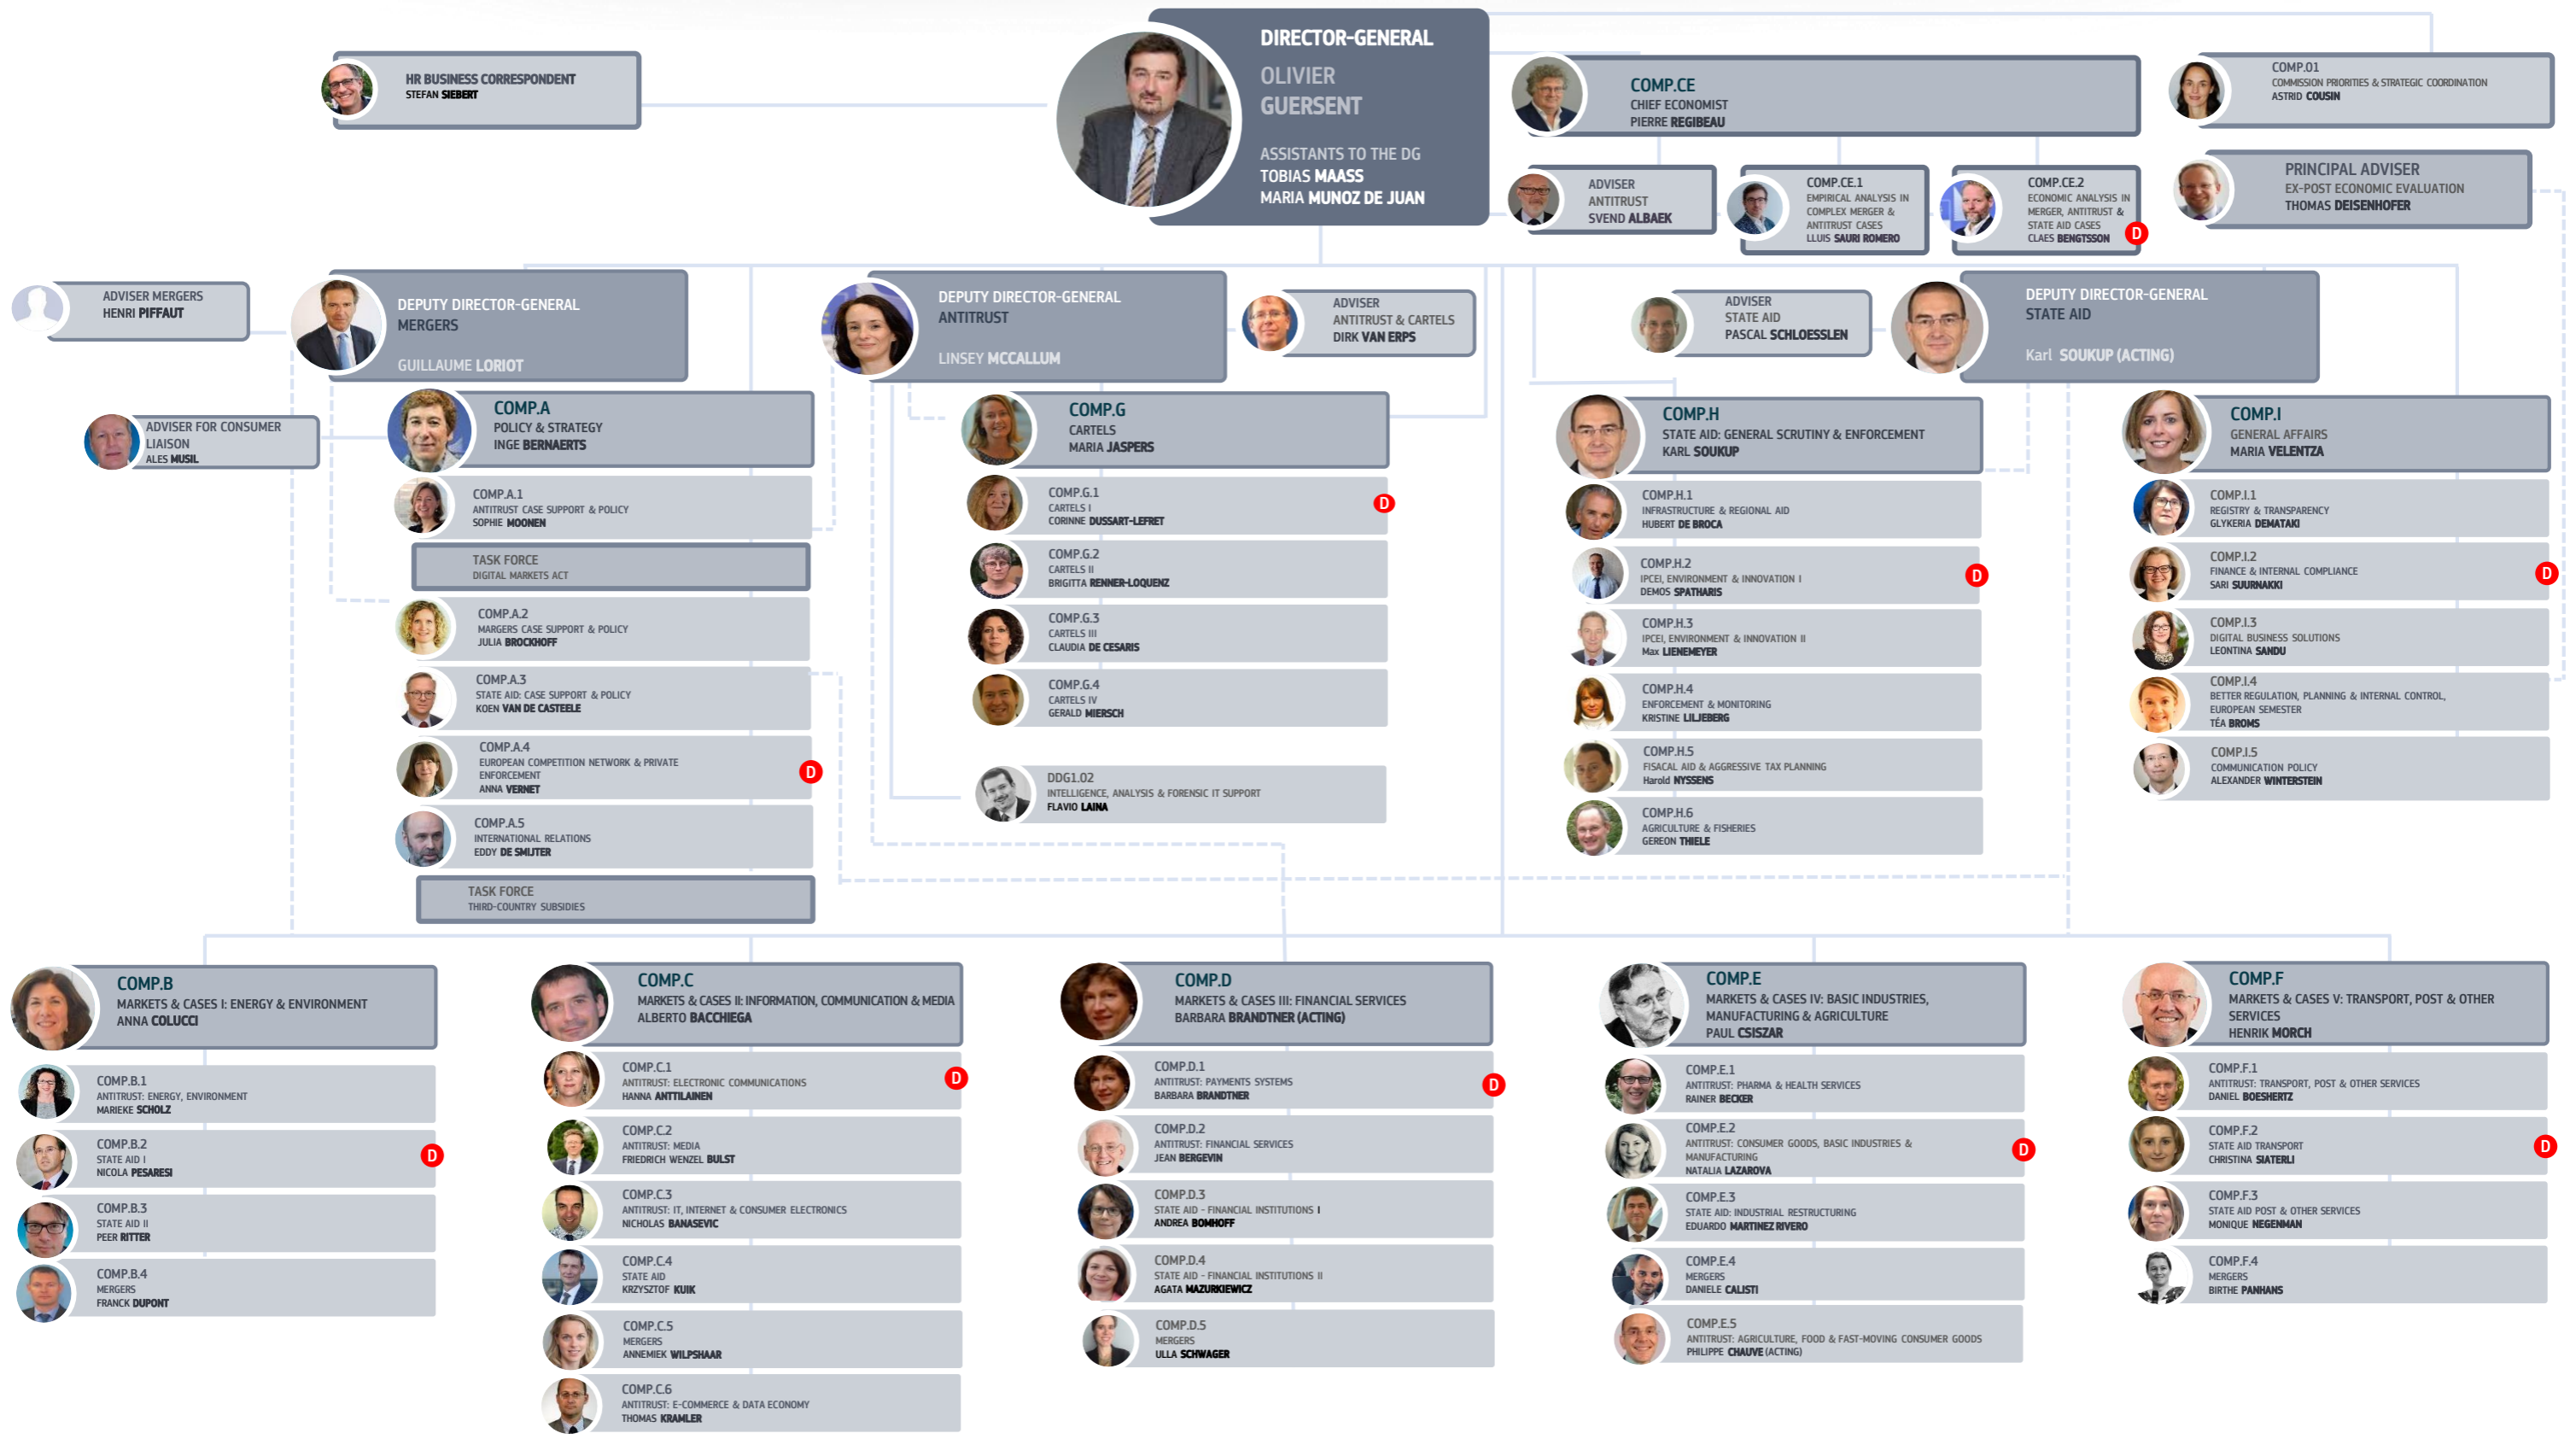 DIRECTOR-GENERAL
OLIVIER
GUERSENT
ASSISTANTS TO THE DG
TOBIAS MAASS
MARIA MUNOZ DE JUAN
HR BUSINESS CORRESPONDENT
STEFAN SIEBERT
COMP.CE
CHIEF ECONOMIST
PIERRE REGIBEAU
COMP.01
COMMISSION PRIORITIES & STRATEGIC COORDINATION
ASTRID COUSIN
ADVISER
ANTITRUST
SVEND ALBAEK
COMP.CE.1
EMPIRICAL ANALYSIS IN
COMPLEX MERGER &
ANTITRUST CASES
LLUIS SAURI ROMERO
COMP.CE.2
ECONOMIC ANALYSIS IN
MERGER, ANTITRUST &
STATE AID CASES
CLAES BENGTSSON
D
PRINCIPAL ADVISER
EX-POST ECONOMIC EVALUATION
THOMAS DEISENHOFER
ADVISER MERGERS
HENRI PIFFAUT
DEPUTY DIRECTOR-GENERAL
MERGERS
GUILLAUME LORIOT
DEPUTY DIRECTOR-GENERAL
ANTITRUST
LINSEY MCCALLUM
ADVISER
ANTITRUST & CARTELS
DIRK VAN ERPS
ADVISER
STATE AID
PASCAL SCHLOESSLEN
DEPUTY DIRECTOR-GENERAL
STATE AID
Karl SOUKUP (ACTING)
ADVISER FOR CONSUMER
LIAISON
ALES MUSIL
COMP.A
POLICY & STRATEGY
INGE BERNAERTS
COMP.A.1
ANTITRUST CASE SUPPORT & POLICY
SOPHIE MOONEN
TASK FORCE
DIGITAL MARKETS ACT
COMP.A.2
MARGERS CASE SUPPORT & POLICY
JULIA BROCKHOFF
COMP.A.3
STATE AID: CASE SUPPORT & POLICY
KOEN VAN DE CASTEELE
COMP.A.4
EUROPEAN COMPETITION NETWORK & PRIVATE
ENFORCEMENT
ANNA VERNET
D
COMP.A.5
INTERNATIONAL RELATIONS
EDDY DE SMIJTER
TASK FORCE
THIRD-COUNTRY SUBSIDIES
COMP.G
CARTELS
MARIA JASPERS
COMP.G.1
CARTELS I
CORINNE DUSSART-LEFRET
D
COMP.G.2
CARTELS II
BRIGITTA RENNER-LOQUENZ
COMP.G.3
CARTELS III
CLAUDIA DE CESARIS
COMP.G.4
CARTELS IV
GERALD MIERSCH
DDG1.02
INTELLIGENCE, ANALYSIS & FORENSIC IT SUPPORT
FLAVIO LAINA
COMP.H
STATE AID: GENERAL SCRUTINY & ENFORCEMENT
KARL SOUKUP
COMP.H.1
INFRASTRUCTURE & REGIONAL AID
HUBERT DE BROCA
COMP.H.2
IPCEI, ENVIRONMENT & INNOVATION I
DEMOS SPATHARIS
D
COMP.H.3
IPCEI, ENVIRONMENT & INNOVATION II
Max LIENEMEYER
COMP.H.4
ENFORCEMENT & MONITORING
KRISTINE LILJEBERG
COMP.H.5
FISACAL AID & AGGRESSIVE TAX PLANNING
Harold NYSSENS
COMP.H.6
AGRICULTURE & FISHERIES
GEREON THIELE
COMP.I
GENERAL AFFAIRS
MARIA VELENTZA
COMP.I.1
REGISTRY & TRANSPARENCY
GLYKERIA DEMATAKI
COMP.I.2
FINANCE & INTERNAL COMPLIANCE
SARI SUURNAKKI
D
COMP.I.3
DIGITAL BUSINESS SOLUTIONS
LEONTINA SANDU
COMP.I.4
BETTER REGULATION, PLANNING & INTERNAL CONTROL,
EUROPEAN SEMESTER
TÉA BROMS
COMP.I.5
COMMUNICATION POLICY
ALEXANDER WINTERSTEIN
COMP.B
MARKETS & CASES I: ENERGY & ENVIRONMENT
ANNA COLUCCI
COMP.B.1
ANTITRUST: ENERGY, ENVIRONMENT
MARIEKE SCHOLZ
COMP.B.2
STATE AID I
NICOLA PESARESI
D
COMP.B.3
STATE AID II
PEER RITTER
COMP.B.4
MERGERS
FRANCK DUPONT
COMP.C
MARKETS & CASES II: INFORMATION, COMMUNICATION & MEDIA
ALBERTO BACCHIEGA
COMP.C.1
ANTITRUST: ELECTRONIC COMMUNICATIONS
HANNA ANTTILAINEN
D
COMP.C.2
ANTITRUST: MEDIA
FRIEDRICH WENZEL BULST
COMP.C.3
ANTITRUST: IT, INTERNET & CONSUMER ELECTRONICS
NICHOLAS BANASEVIC
COMP.C.4
STATE AID
KRZYSZTOF KUIK
COMP.C.5
MERGERS
ANNEMIEK WILPSHAAR
COMP.C.6
ANTITRUST: E-COMMERCE & DATA ECONOMY
THOMAS KRAMLER
COMP.D
MARKETS & CASES III: FINANCIAL SERVICES
BARBARA BRANDTNER (ACTING)
COMP.D.1
ANTITRUST: PAYMENTS SYSTEMS
BARBARA BRANDTNER
D
COMP.D.2
ANTITRUST: FINANCIAL SERVICES
JEAN BERGEVIN
COMP.D.3
STATE AID - FINANCIAL INSTITUTIONS I
ANDREA BOMHOFF
COMP.D.4
STATE AID - FINANCIAL INSTITUTIONS II
AGATA MAZURKIEWICZ
COMP.D.5
MERGERS
ULLA SCHWAGER
COMP.E
MARKETS & CASES IV: BASIC INDUSTRIES,
MANUFACTURING & AGRICULTURE
PAUL CSISZAR
COMP.E.1
ANTITRUST: PHARMA & HEALTH SERVICES
RAINER BECKER
COMP.E.2
ANTITRUST: CONSUMER GOODS, BASIC INDUSTRIES &
MANUFACTURING
NATALIA LAZAROVA
D
COMP.E.3
STATE AID: INDUSTRIAL RESTRUCTURING
EDUARDO MARTINEZ RIVERO
COMP.E.4
MERGERS
DANIELE CALISTI
COMP.E.5
ANTITRUST: AGRICULTURE, FOOD & FAST-MOVING CONSUMER GOODS
PHILIPPE CHAUVE (ACTING)
COMP.F
MARKETS & CASES V: TRANSPORT, POST & OTHER
SERVICES
HENRIK MORCH
COMP.F.1
ANTITRUST: TRANSPORT, POST & OTHER SERVICES
DANIEL BOESHERTZ
COMP.F.2
STATE AID TRANSPORT
CHRISTINA SIATERLI
D
COMP.F.3
STATE AID POST & OTHER SERVICES
MONIQUE NEGENMAN
COMP.F.4
MERGERS
BIRTHE PANHANS